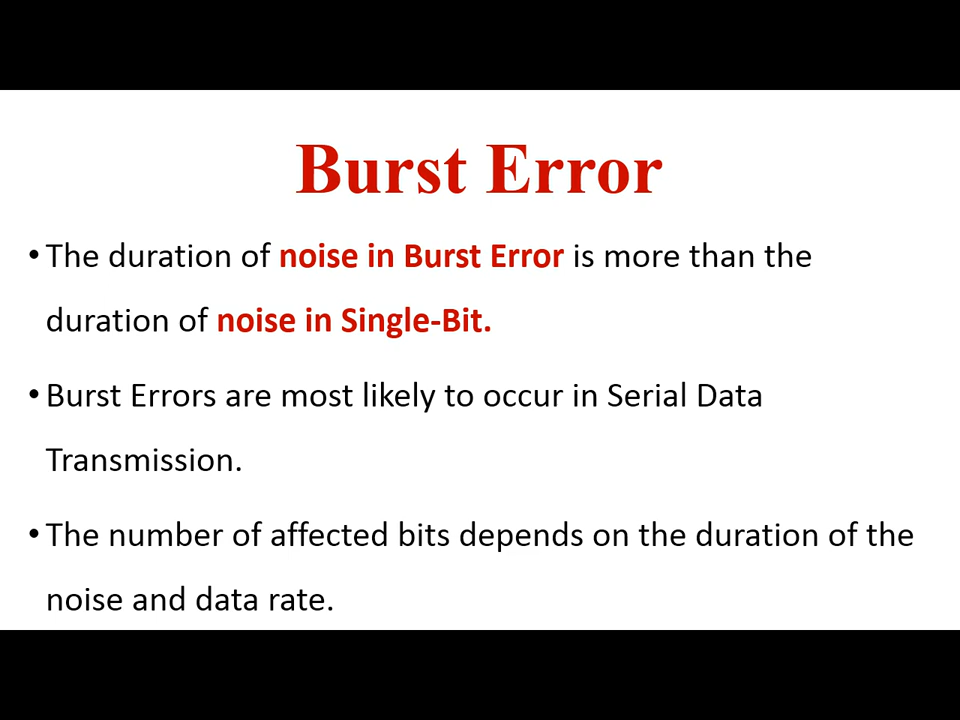 Burst Error
•The duration of noise in Burst Error is more than the
duration of noise in Single-Bit.
•Burst Errors are most likely to occur in Serial Data
Transmission.
•The number of affected bits depends on the duration of the
noise and data rate.